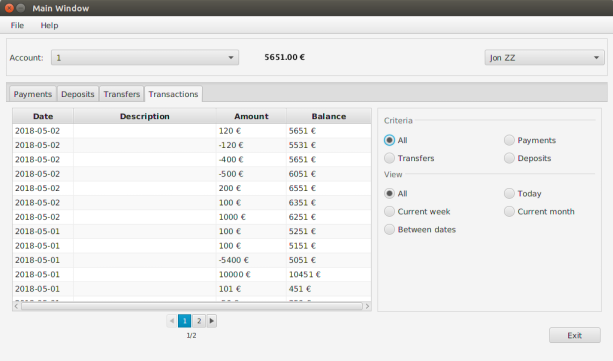 Main Window
File Help
Account: 1 5651.00 € Jon ZZ
Payments Deposits Transfers Transactions
Date Description Amount Balance
2018-05-02 120 € 5651 €
2018-05-02 -120 € 5531 €
2018-05-02 -400 € 5651 €
2018-05-02 -500 € 6051 €
2018-05-02 200 € 6551 €
2018-05-02 100 € 6351 €
2018-05-02 1000 € 6251 €
2018-05-01 100 € 5251 €
2018-05-01 100 € 5151 €
2018-05-01 -5400 € 5051 €
2018-05-01 10000 € 10451 €
2018-05-01 101 € 451 €
Criteria
All Payments
Transfers Deposits
View
All Today
Current week Current month
Between dates
1 2
1/2
Exit